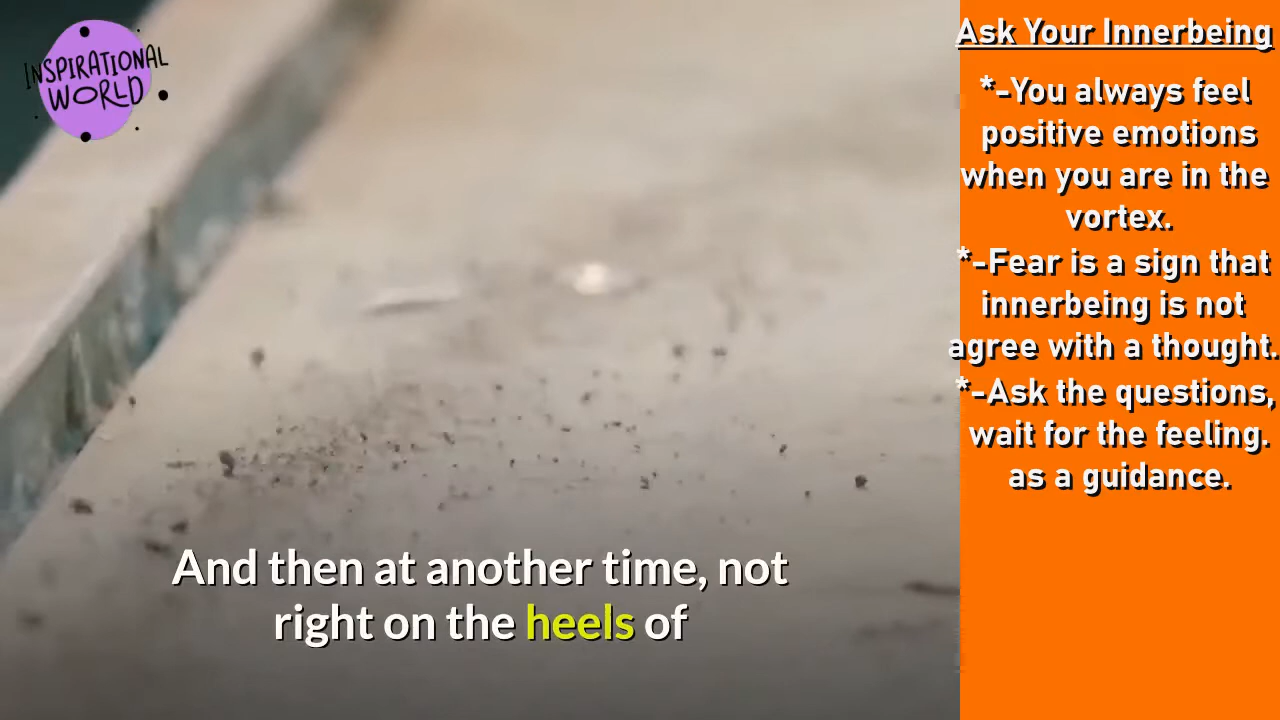 INSPIRATIONAL
WORLD
Ask Your Innerbeing
*-You always feel
positive emotions
when you are in the
vortex.
*-Fear is a sign that
innerbeing is not
agree with a thought.
*-Ask the questions,
wait for the feeling.
as a guidance.
And then at another time, not
right on the heels of